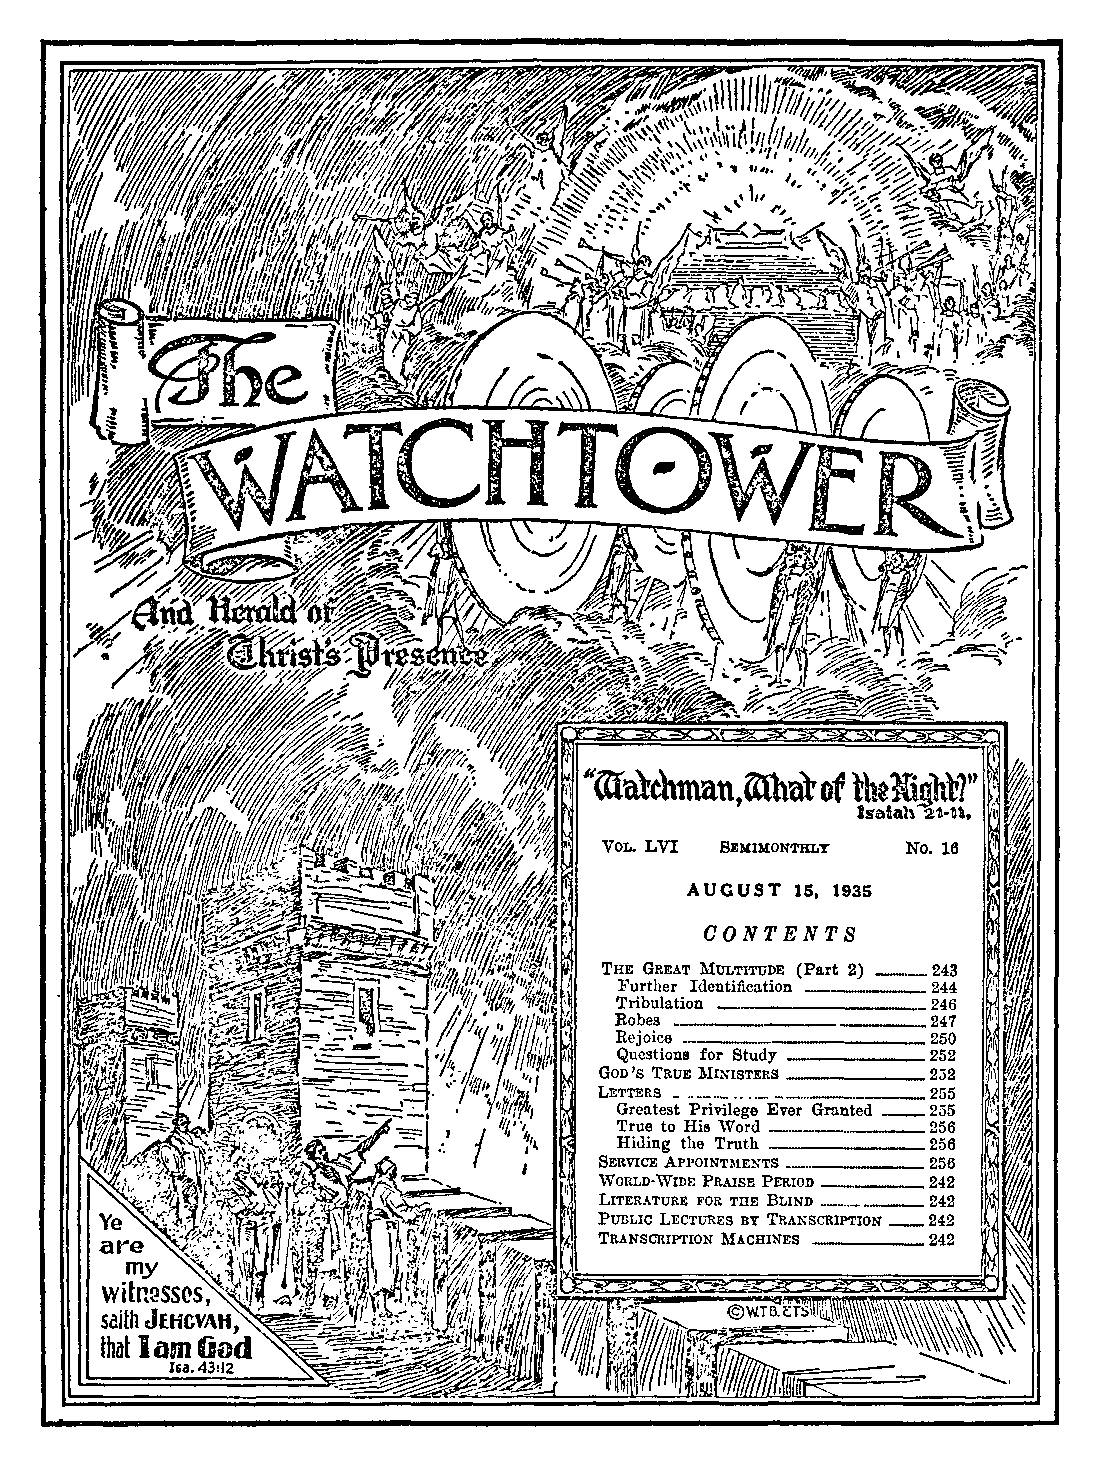 The
WATCHTOWER
And Herald of
Christ's Presence
"Watchman, What of the Night?"
Isaiah 21-11.
VOL. LVI SEMIMONTHLY No. 16
AUGUST 15, 1935
CONTENTS
THE GREAT MULTITUDE (Part 2) 243
Further Identification 244
Tribulation 246
Robes 247
Rejoice 250
Questions for Study 252
GOD'S TRUE MINISTERS 252
LETTERS 255
Greatest Privilege Ever Granted 255
True to His Word 256
Hiding the Truth 256
SERVICE APPOINTMENTS 256
WORLD-WIDE PRAISE PERIOD 242
LITERATURE FOR THE BLIND 242
PUBLIC LECTURES BY TRANSCRIPTION 242
TRANSCRIPTION MACHINES 242
©W.T.B.&T.S.
Ye
are
my
witnesses,
saith JEHOVAH,
that I am God
Isa. 43:12